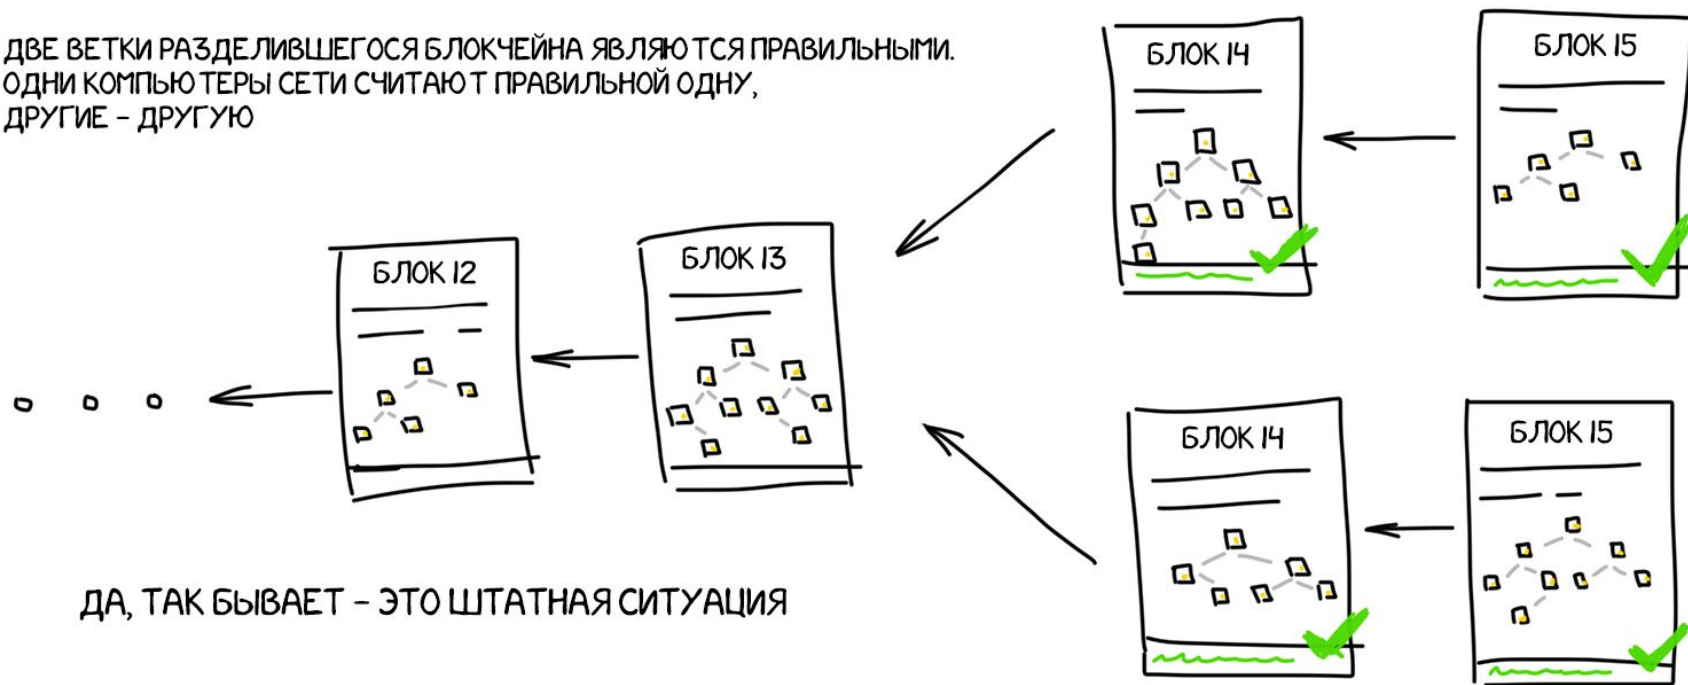 ДВЕ ВЕТКИ РАЗДЕЛИВШЕГОСЯ БЛОКЧЕЙНА ЯВЛЯЮТСЯ ПРАВИЛЬНЫМИ.
ОДНИ КОМПЬЮТЕРЫ СЕТИ СЧИТАЮТ ПРАВИЛЬНОЙ ОДНУ,
ДРУГИЕ – ДРУГУЮ
БЛОК 14
БЛОК 15
БЛОК 12
БЛОК 13
БЛОК 14
БЛОК 15
ДА, ТАК БЫВАЕТ – ЭТО ШТАТНАЯ СИТУАЦИЯ